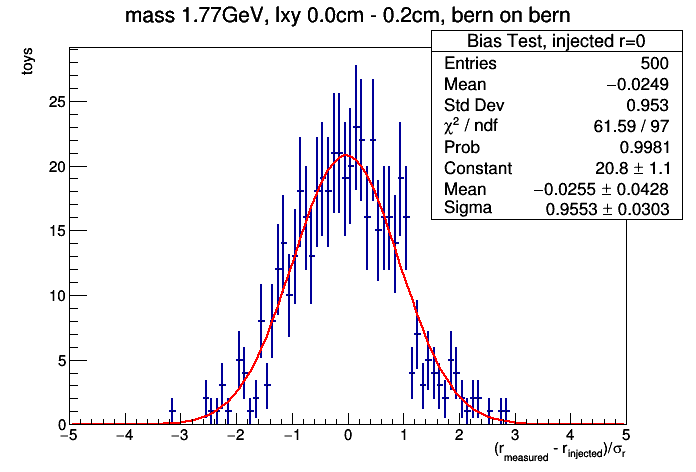 mass 1.77GeV, lxy 0.0cm - 0.2cm, bern on bern
Bias Test, injected r=0
Entries 500
Mean −0.0249
Std Dev 0.953
χ² / ndf 61.59 / 97
Prob 0.9981
Constant 20.8 ± 1.1
Mean −0.0255 ± 0.0428
Sigma 0.9553 ± 0.0303
toys
25
20
15
10
5
0
−5 −4 −3 −2 −1 0 1 2 3 4 5
(r_measured - r_injected)/σ_r